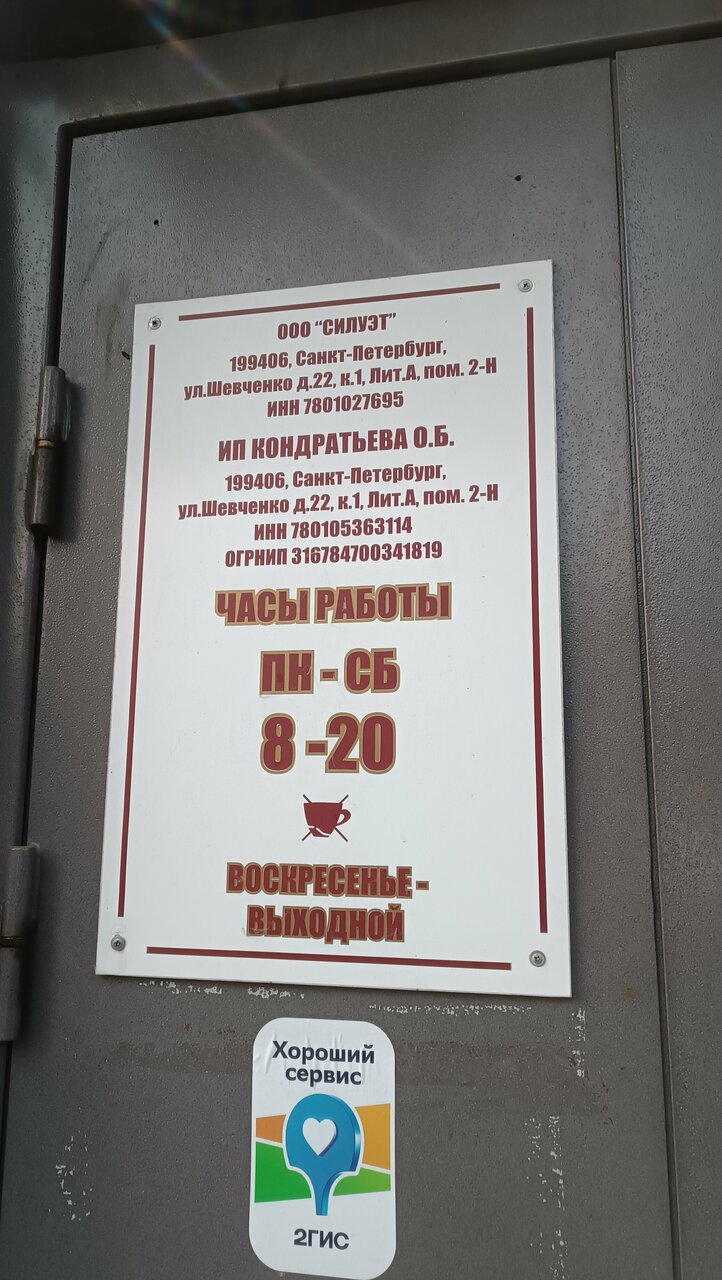 ООО “СИЛУЭТ”
199406, Санкт-Петербург,
ул.Шевченко д.22, к.1, Лит.А, пом. 2-Н
ИНН 7801027695
ИП КОНДРАТЬЕВА О.Б.
199406, Санкт-Петербург,
ул.Шевченко д.22, к.1, Лит.А, пом. 2-Н
ИНН 780105363114
ОГРНИП 316784700341819
ЧАСЫ РАБОТЫ
ПН - СБ
8 -20
ВОСКРЕСЕНЬЕ -
ВЫХОДНОЙ
Хороший
сервис
2ГИС